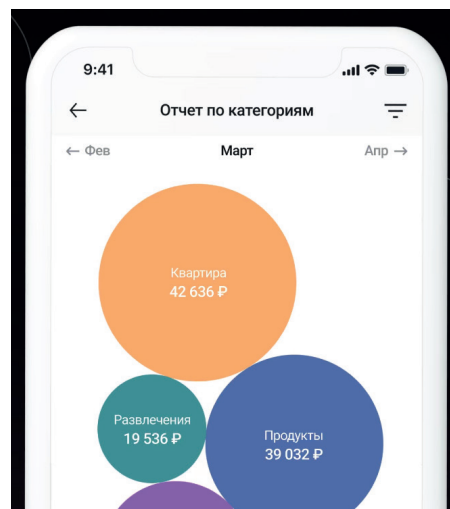 9:41
Отчет по категориям
← Фев Март Апр →
Квартира
42 636 ₽
Развлечения
19 536 ₽
Продукты
39 032 ₽